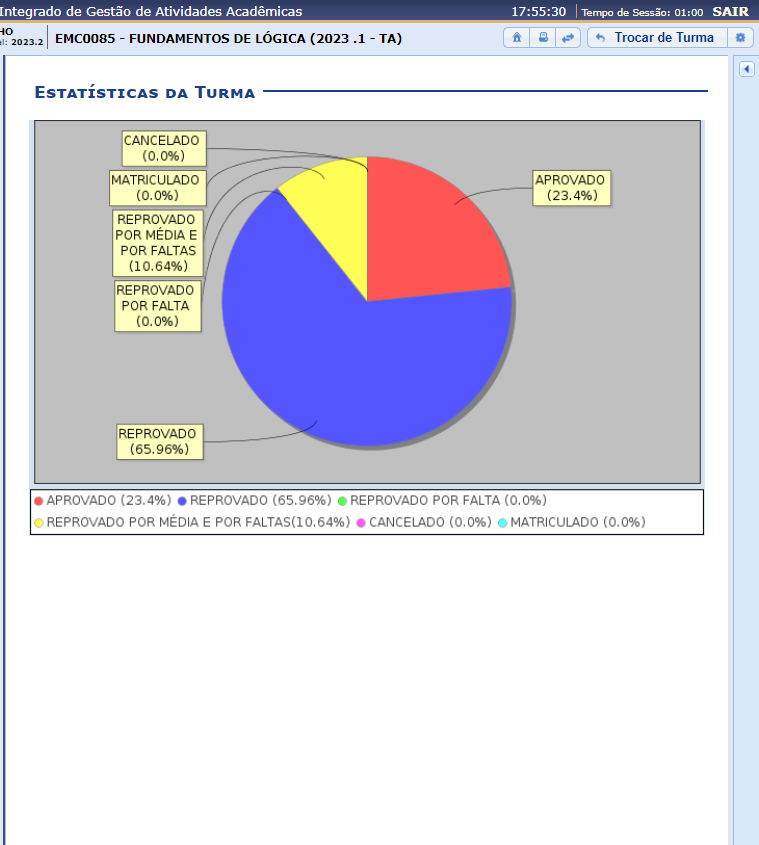 Integrado de Gestão de Atividades Acadêmicas 17:55:30 Tempo de Sessão: 01:00 SAIR
HO
el: 2023.2 EMC0085 - FUNDAMENTOS DE LÓGICA (2023 .1 - TA) Trocar de Turma
Estatísticas da Turma
CANCELADO
(0.0%)
MATRICULADO
(0.0%)
REPROVADO
POR MÉDIA E
POR FALTAS
(10.64%)
REPROVADO
POR FALTA
(0.0%)
REPROVADO
(65.96%)
APROVADO
(23.4%)
APROVADO (23.4%) REPROVADO (65.96%) REPROVADO POR FALTA (0.0%)
REPROVADO POR MÉDIA E POR FALTAS(10.64%) CANCELADO (0.0%) MATRICULADO (0.0%)